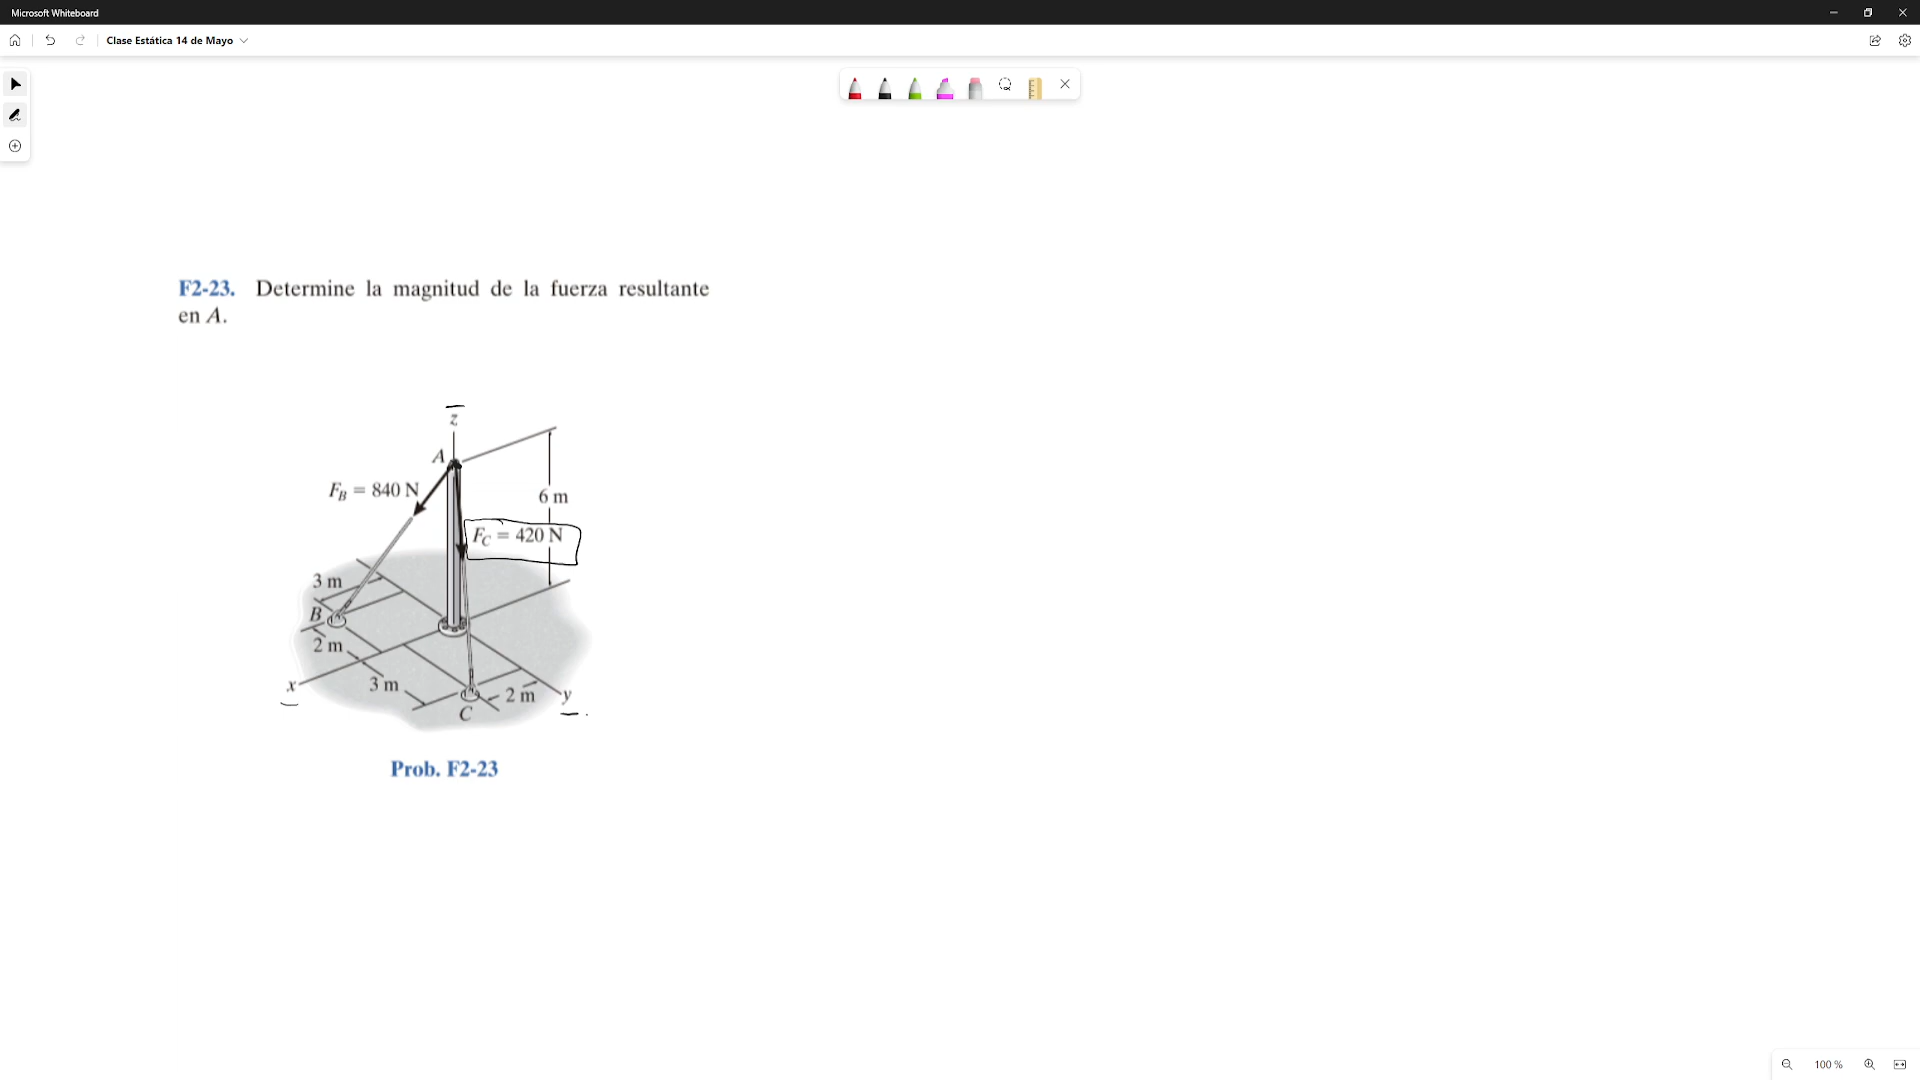 Microsoft Whiteboard
Clase Estática 14 de Mayo
F2-23. Determine la magnitud de la fuerza resultante
en A.
z
A
F_B = 840 N
6 m
F_C = 420 N
3 m
B
2 m
x
3 m
2 m
y
C
Prob. F2-23
100 %